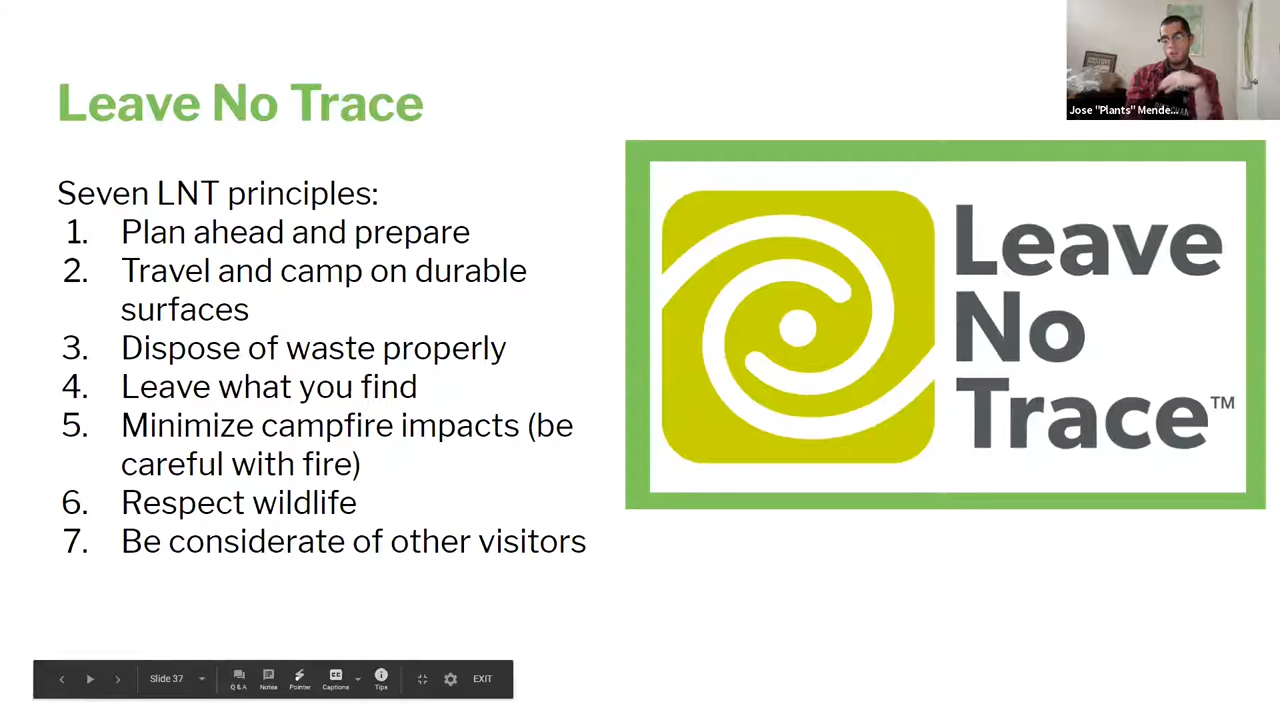 Leave No Trace
Jose "Plants" Mende...
Seven LNT principles:
1. Plan ahead and prepare
2. Travel and camp on durable
surfaces
3. Dispose of waste properly
4. Leave what you find
5. Minimize campfire impacts (be
careful with fire)
6. Respect wildlife
7. Be considerate of other visitors
Leave
No
Trace™
Slide 37
Q & A
Notes
Pointer
Captions
Tips
EXIT